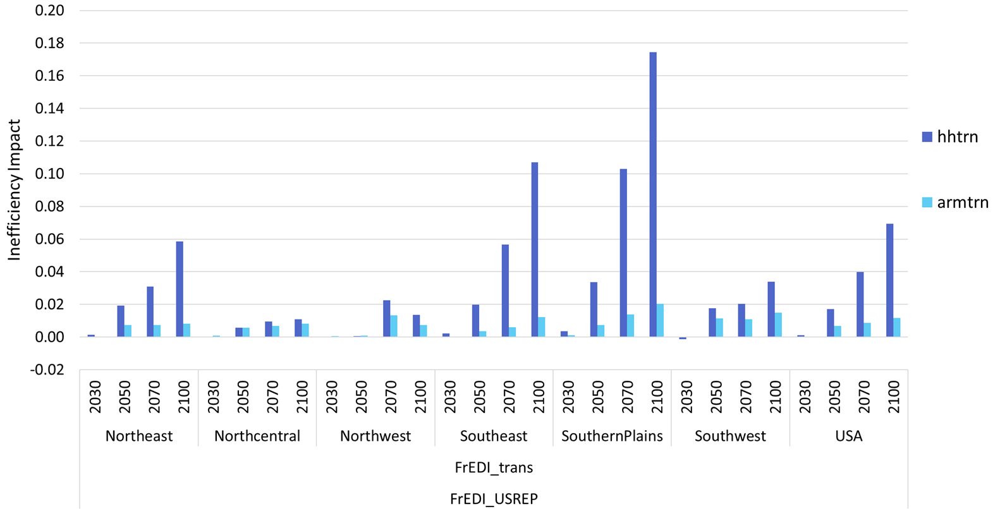 0.20
0.18
0.16
0.14
0.12
0.10
0.08
0.06
0.04
0.02
0.00
-0.02
Inefficiency Impact
hhtrn
armtrn
2030 2050 2070 2100 2030 2050 2070 2100 2030 2050 2070 2100 2030 2050 2070 2100 2030 2050 2070 2100 2030 2050 2070 2100 2030 2050 2070 2100
Northeast Northcentral Northwest Southeast SouthernPlains Southwest USA
FrEDI_trans
FrEDI_USREP